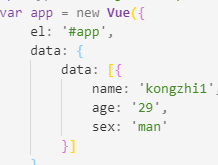 var app = new Vue({
el: '#app',
data: {
data: [{
name: 'kongzhi1',
age: '29',
sex: 'man'
}]
}